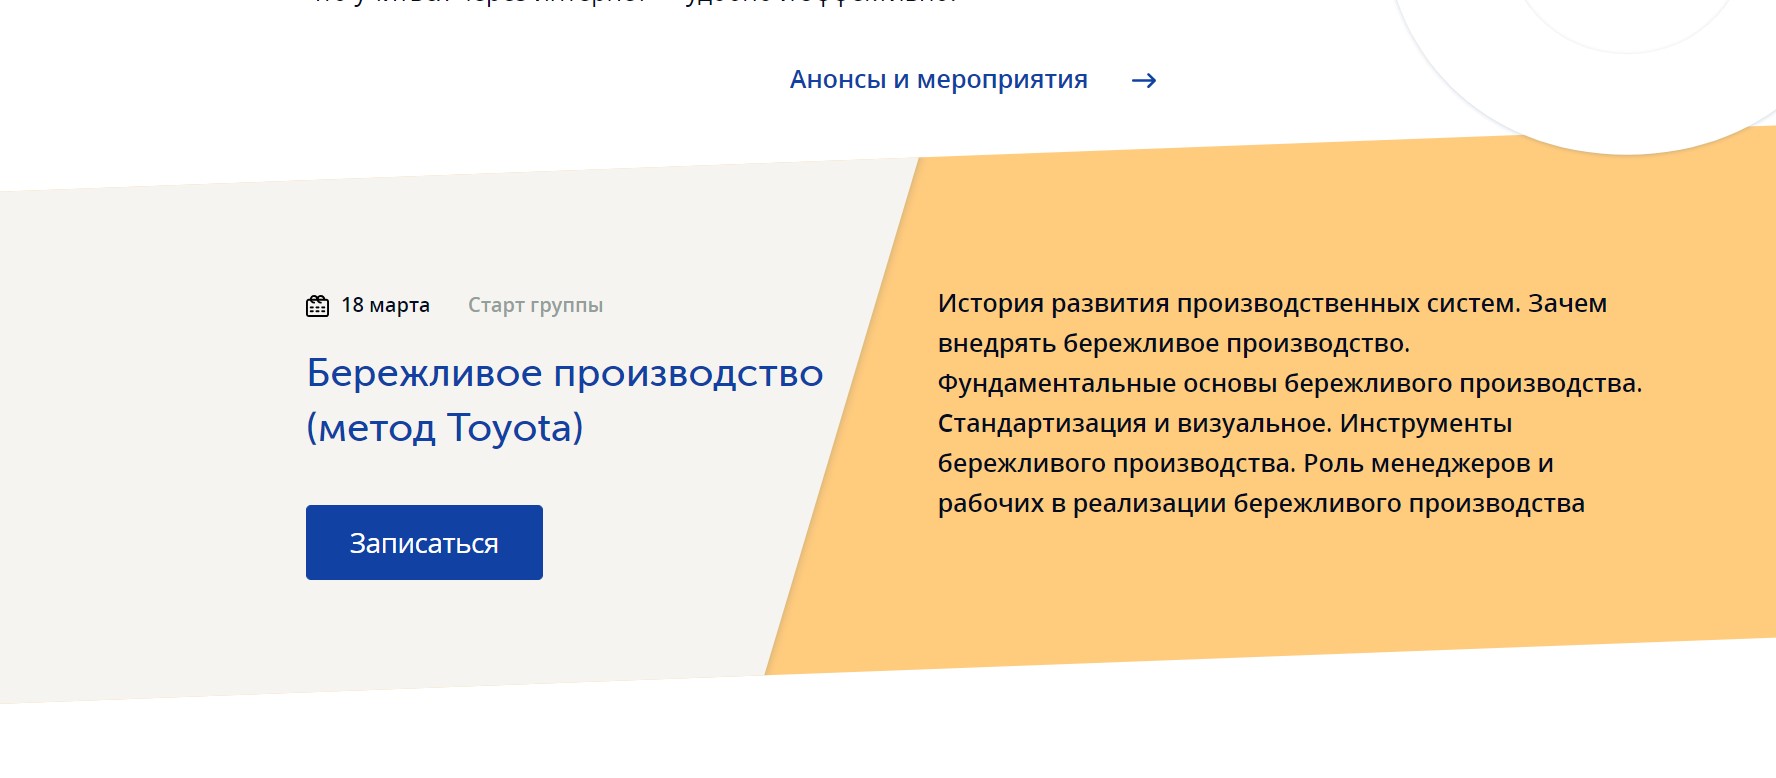 Анонсы и мероприятия
18 марта Старт группы
Бережливое производство
(метод Toyota)
Записаться
История развития производственных систем. Зачем
внедрять бережливое производство.
Фундаментальные основы бережливого производства.
Стандартизация и визуальное. Инструменты
бережливого производства. Роль менеджеров и
рабочих в реализации бережливого производства